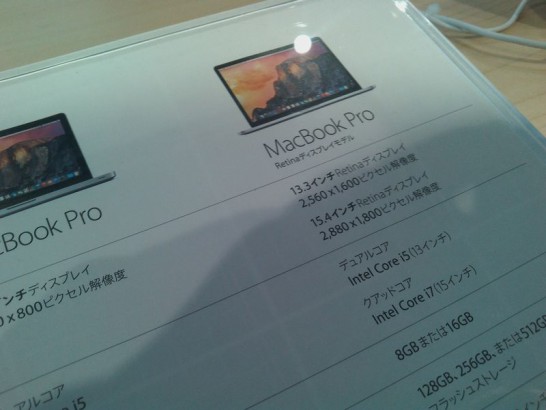 MacBook Pro
Retinaディスプレイモデル
13.3インチRetinaディスプレイ
2,560x1,600ピクセル解像度
15.4インチRetinaディスプレイ
2,880x1,800ピクセル解像度
デュアルコア
Intel Core i5(13インチ)
クアッドコア
Intel Core i7(15インチ)
8GBまたは16GB
128GB、256GB、または512GB
フラッシュストレージ
cBook Pro
ンチディスプレイ
0 x 800ピクセル解像度
アルコア
i5